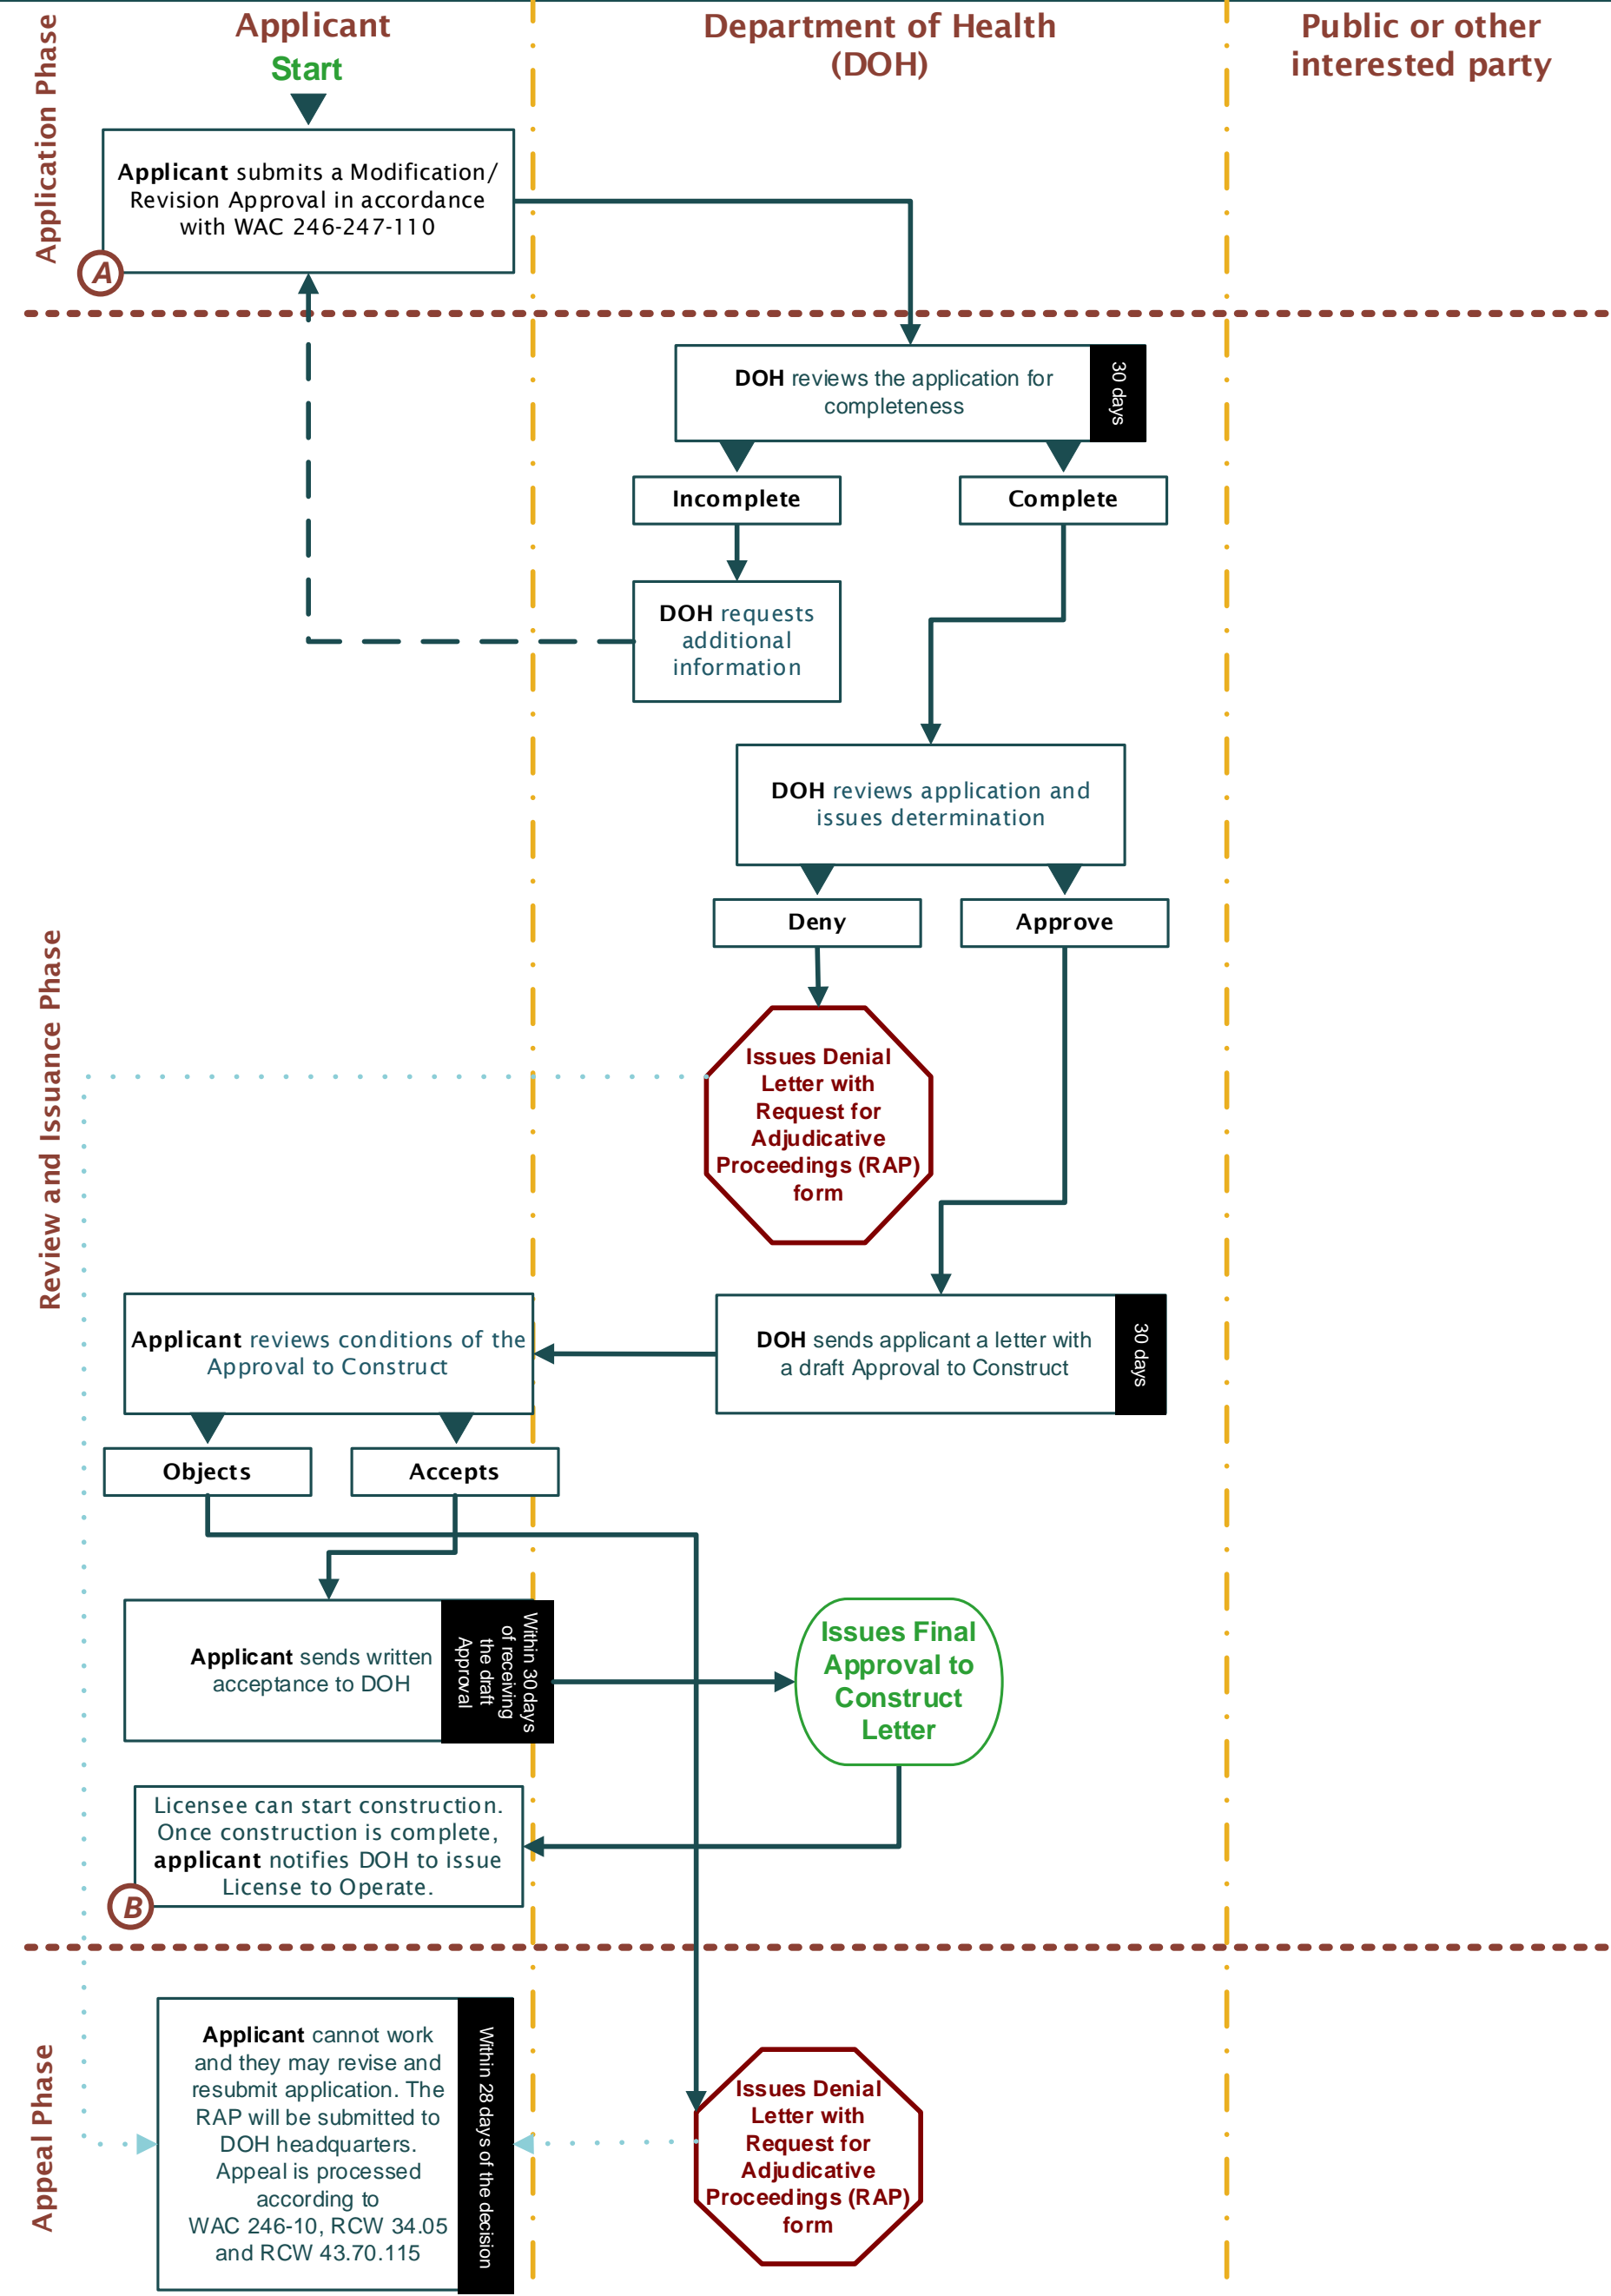 Applicant
Department of Health
(DOH)
Public or other
interested party
Application Phase
Start
Applicant submits a Modification/
Revision Approval in accordance
with WAC 246-247-110
A
DOH reviews the application for
completeness
30 days
Incomplete
Complete
DOH requests
additional
information
DOH reviews application and
issues determination
Deny
Approve
Review and Issuance Phase
Issues Denial
Letter with
Request for
Adjudicative
Proceedings (RAP)
form
Applicant reviews conditions of the
Approval to Construct
DOH sends applicant a letter with
a draft Approval to Construct
30 days
Objects
Accepts
Applicant sends written
acceptance to DOH
Within 30 days
of receiving
the draft
Approval
Issues Final
Approval to
Construct
Letter
Licensee can start construction.
Once construction is complete,
applicant notifies DOH to issue
License to Operate.
B
Appeal Phase
Applicant cannot work
and they may revise and
resubmit application. The
RAP will be submitted to
DOH headquarters.
Appeal is processed
according to
WAC 246-10, RCW 34.05
and RCW 43.70.115
Within 28 days of the decision
Issues Denial
Letter with
Request for
Adjudicative
Proceedings (RAP)
form